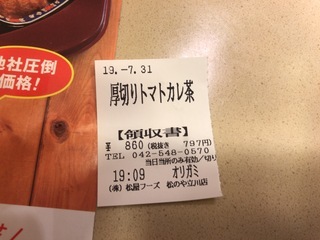 他社圧倒
価格!
19.-7.31
厚切りトマトカレ茶
【領収書】
¥ 860(税抜き 797円)
TEL 042-548-0570
当日当所のみ有効/切り
19:09 オリガミ
(株)松屋フーズ 松のや立川店